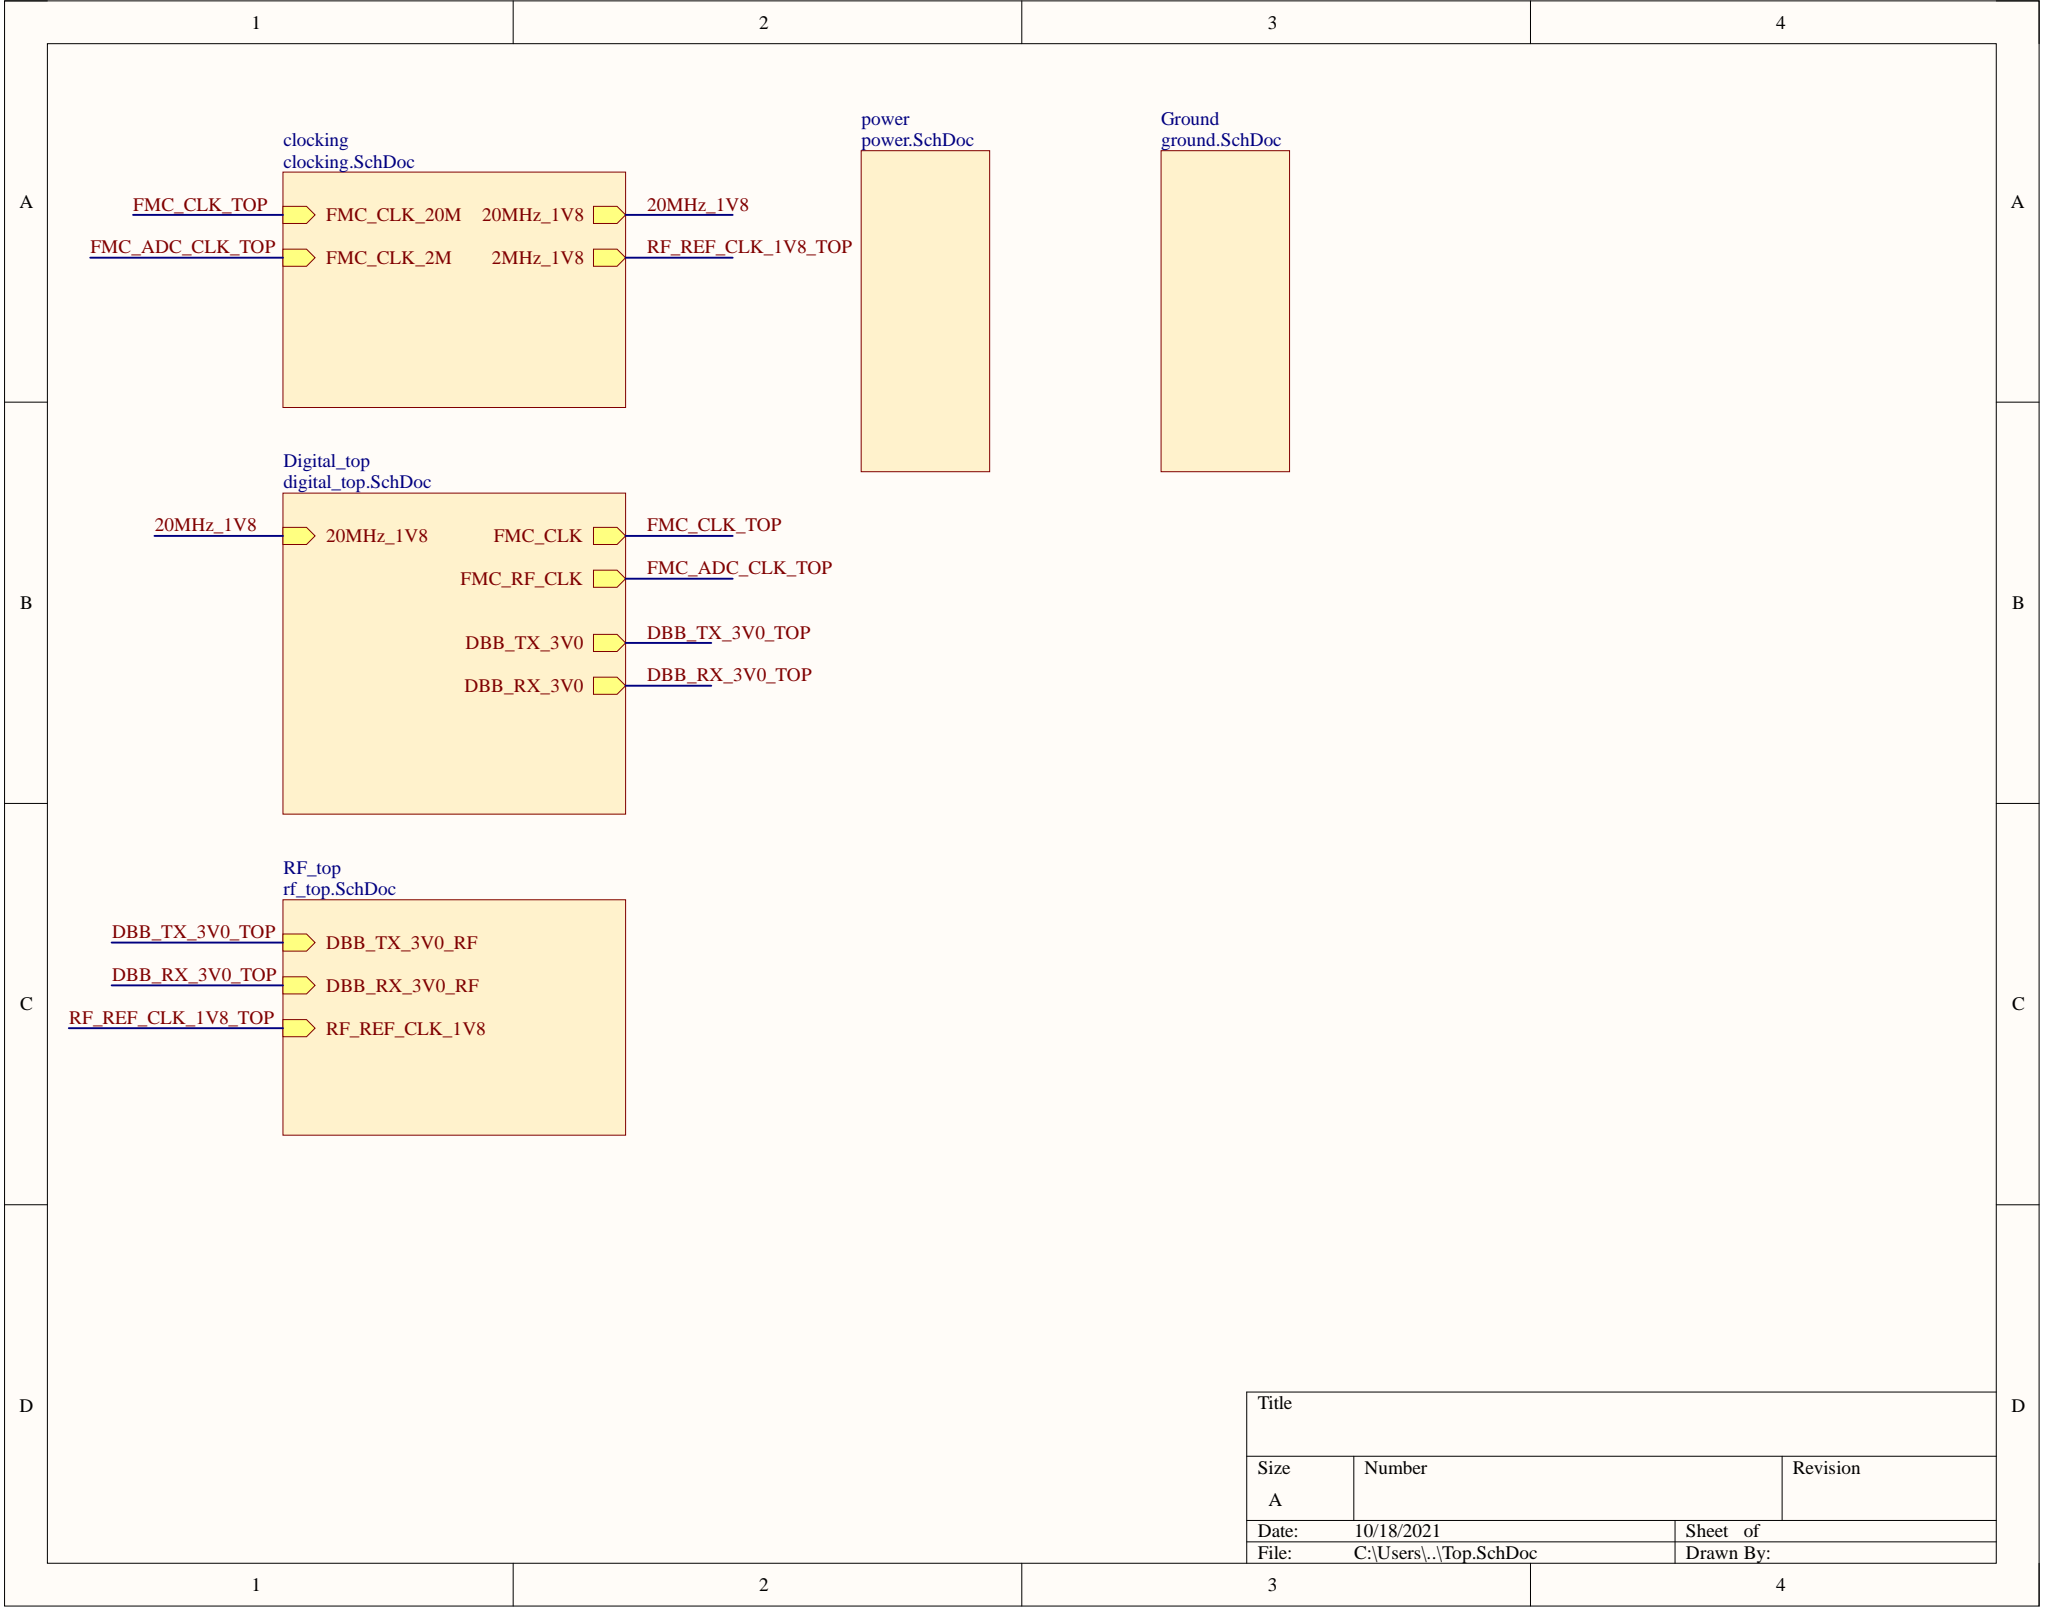 1 2 3 4
A A
B B
C C
D D
clocking
clocking.SchDoc
FMC_CLK_TOP FMC_CLK_20M 20MHz_1V8 20MHz_1V8
FMC_ADC_CLK_TOP FMC_CLK_2M 2MHz_1V8 RF_REF_CLK_1V8_TOP
power
power.SchDoc
Ground
ground.SchDoc
Digital_top
digital_top.SchDoc
20MHz_1V8 20MHz_1V8 FMC_CLK FMC_CLK_TOP
FMC_RF_CLK FMC_ADC_CLK_TOP
DBB_TX_3V0 DBB_TX_3V0_TOP
DBB_RX_3V0 DBB_RX_3V0_TOP
RF_top
rf_top.SchDoc
DBB_TX_3V0_TOP DBB_TX_3V0_RF
DBB_RX_3V0_TOP DBB_RX_3V0_RF
RF_REF_CLK_1V8_TOP RF_REF_CLK_1V8
Title
Size Number Revision
A
Date: 10/18/2021 Sheet of
File: C:\Users\..\Top.SchDoc Drawn By:
1 2 3 4